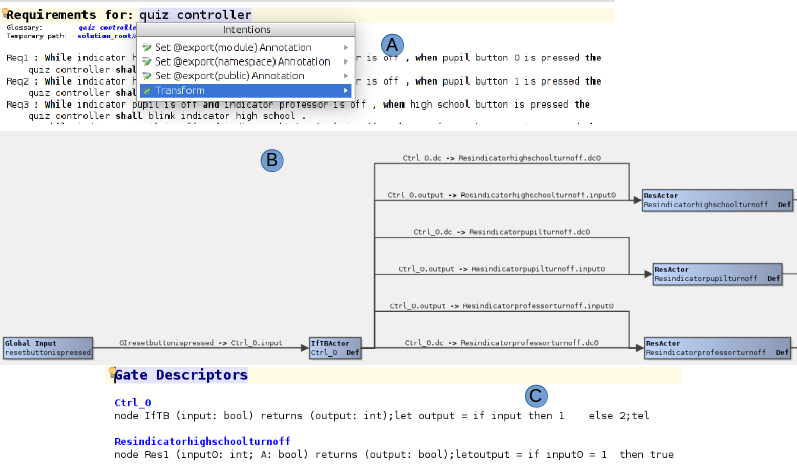 Requirements for: quiz controller
Glossary: quiz controller
Temporary path: solution_root/
Intentions
Set @export(module) Annotation
Set @export(namespace) Annotation
Set @export(public) Annotation
Transform
A
Req1 : While indicator h r is off , when pupil button 0 is pressed the
quiz controller shal
Req2 : While indicator h r is off , when pupil button 1 is pressed the
quiz controller shal
Req3 : While indicator pupil is off and indicator professor is off , when high school button is pressed the
quiz controller shall blink indicator high school .
B
Ctrl_0.dc -> Resindicatorhighschoolturnoff.dc0
Ctrl_0.output -> Resindicatorhighschoolturnoff.input0
ResActor
Resindicatorhighschoolturnoff Def
Ctrl_0.dc -> Resindicatorpupilturnoff.dc0
Ctrl_0.output -> Resindicatorpupilturnoff.input0
ResActor
Resindicatorpupilturnoff Def
Ctrl_0.output -> Resindicatorprofessorturnoff.input0
Global Input
resetbuttonispressed
GIresetbuttonispressed -> Ctrl_0.input
IfTBActor
Ctrl_0 Def
Ctrl_0.dc -> Resindicatorprofessorturnoff.dc0
ResActor
Resindicatorprofessorturnoff Def
Gate Descriptors
C
Ctrl_0
node IfTB (input: bool) returns (output: int);let output = if input then 1 else 2;tel
Resindicatorhighschoolturnoff
node Res1 (input0: int; A: bool) returns (output: bool);letoutput = if input0 = 1 then true